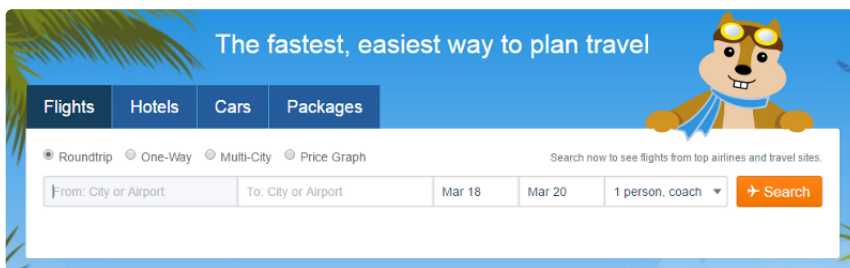 The fastest, easiest way to plan travel
Flights Hotels Cars Packages
Roundtrip One-Way Multi-City Price Graph Search now to see flights from top airlines and travel sites.
From: City or Airport To: City or Airport Mar 18 Mar 20 1 person, coach Search